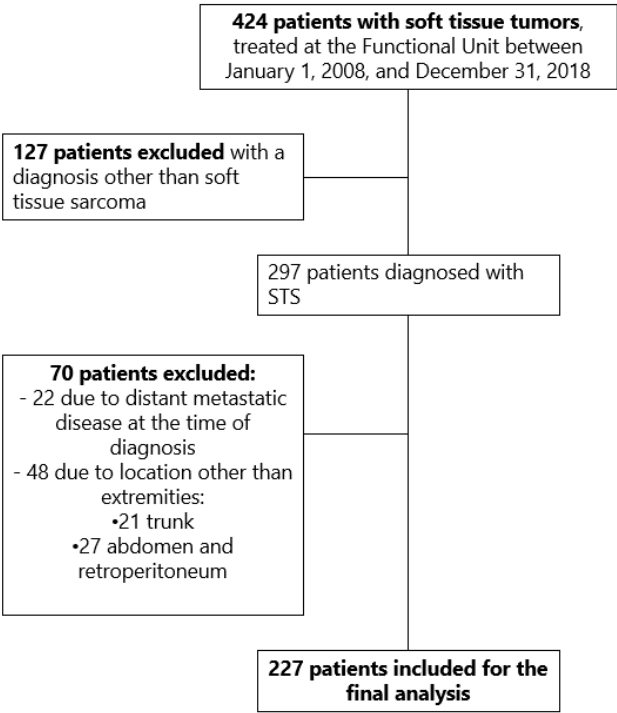 424 patients with soft tissue tumors,
treated at the Functional Unit between
January 1, 2008, and December 31, 2018
127 patients excluded with a
diagnosis other than soft
tissue sarcoma
297 patients diagnosed with
STS
70 patients excluded:
- 22 due to distant metastatic
disease at the time of
diagnosis
- 48 due to location other than
extremities:
•21 trunk
•27 abdomen and
retroperitoneum
227 patients included for the
final analysis